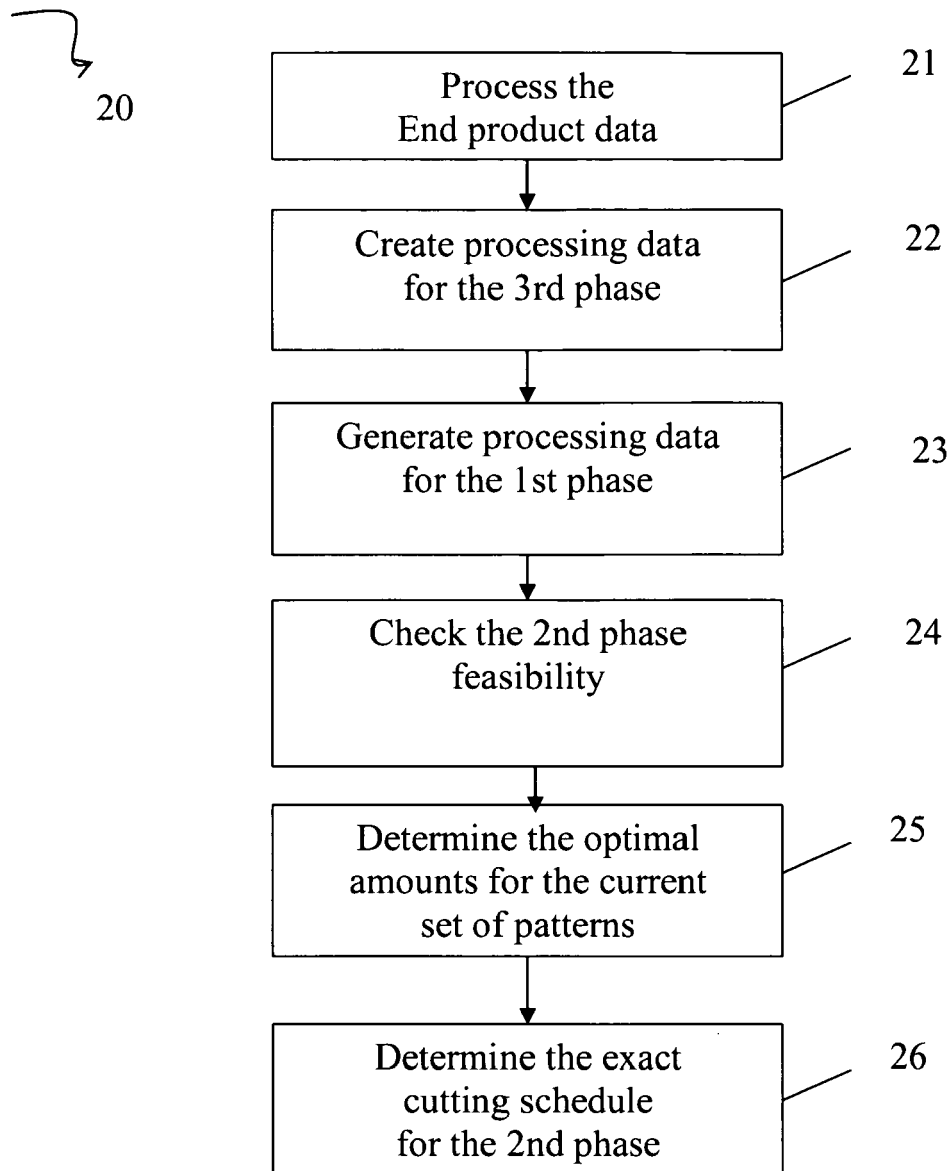 20
Process the
End product data
21
Create processing data
for the 3rd phase
22
Generate processing data
for the 1st phase
23
Check the 2nd phase
feasibility
24
Determine the optimal
amounts for the current
set of patterns
25
Determine the exact
cutting schedule
for the 2nd phase
26